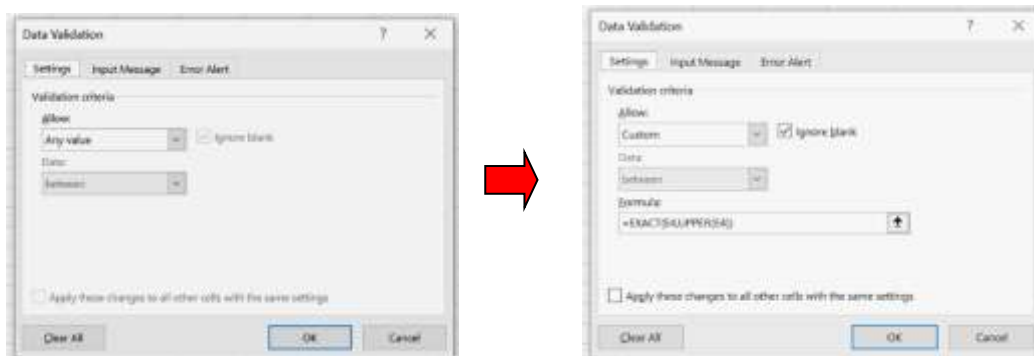 Data Validation ? ×
Settings Input Message Error Alert
Validation criteria
Allow:
Any value
Ignore blank
Data:
between
Apply these changes to all other cells with the same settings
Clear All OK Cancel
Data Validation ? ×
Settings Input Message Error Alert
Validation criteria
Allow:
Custom
Ignore blank
Data:
between
Formula:
=EXACT(E4,UPPER(E4))
Apply these changes to all other cells with the same settings
Clear All OK Cancel